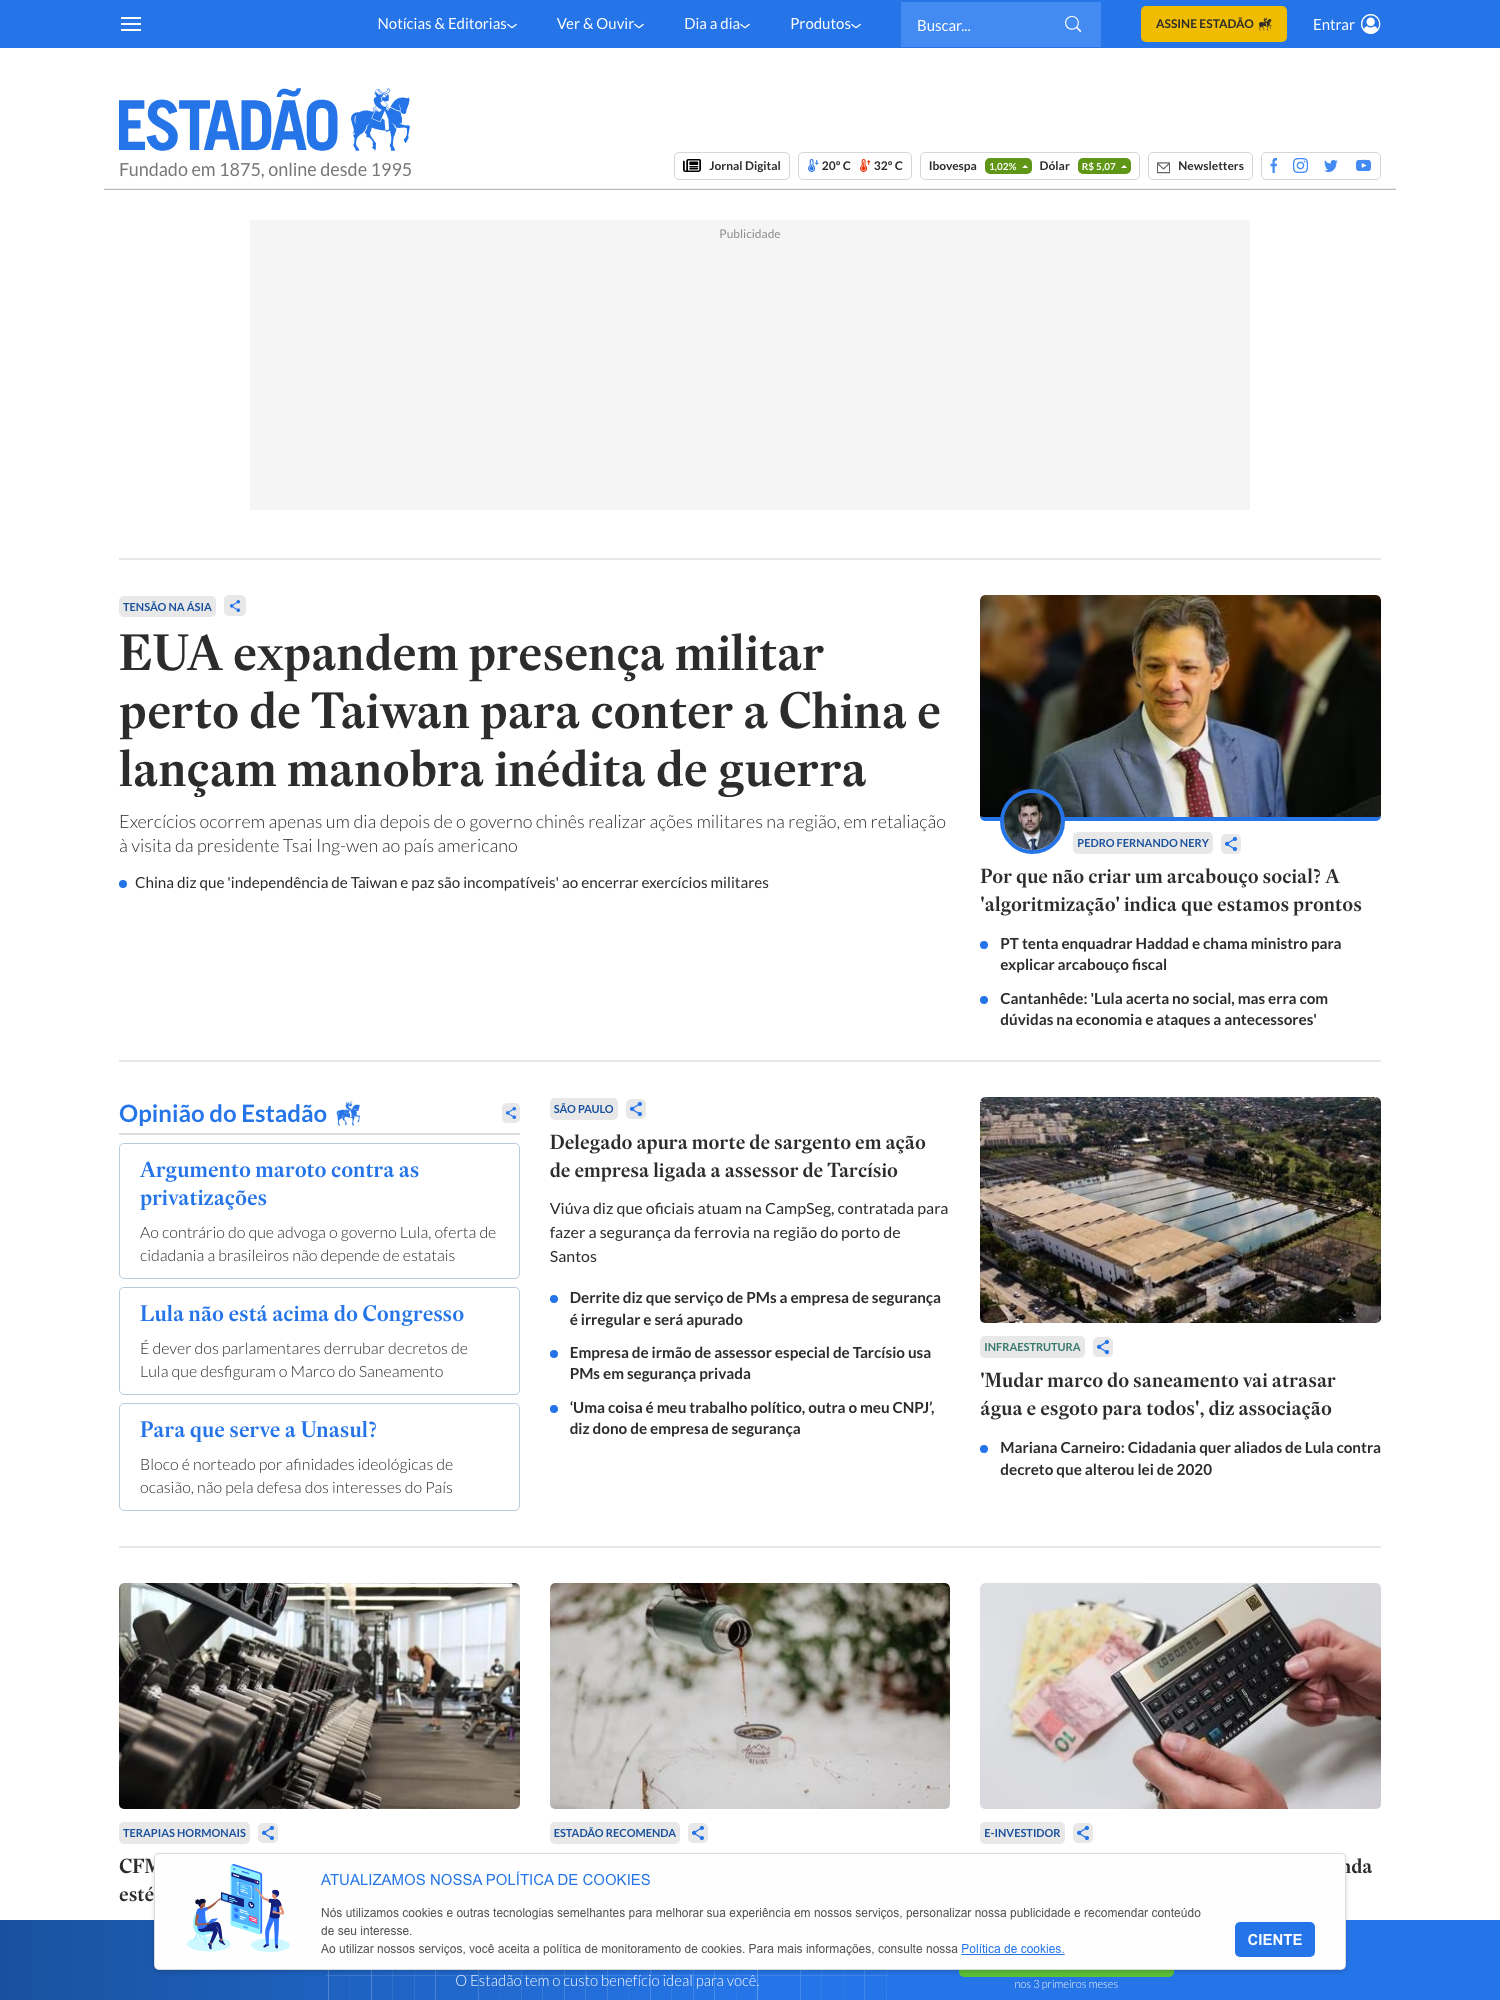 Notícias & Editorias
Ver & Ouvir
Dia a dia
Produtos
Buscar...
ASSINE ESTADÃO
Entrar
ESTADÃO
Fundado em 1875, online desde 1995
Jornal Digital
20º C 32º C
Ibovespa 1,02% Dólar R$ 5,07
Newsletters
Publicidade
TENSÃO NA ÁSIA
EUA expandem presença militar
perto de Taiwan para conter a China e
lançam manobra inédita de guerra
Exercícios ocorrem apenas um dia depois de o governo chinês realizar ações militares na região, em retaliação
à visita da presidente Tsai Ing-wen ao país americano
China diz que 'independência de Taiwan e paz são incompatíveis' ao encerrar exercícios militares
PEDRO FERNANDO NERY
Por que não criar um arcabouço social? A
'algoritmização' indica que estamos prontos
PT tenta enquadrar Haddad e chama ministro para
explicar arcabouço fiscal
Cantanhêde: 'Lula acerta no social, mas erra com
dúvidas na economia e ataques a antecessores'
Opinião do Estadão
Argumento maroto contra as
privatizações
Ao contrário do que advoga o governo Lula, oferta de
cidadania a brasileiros não depende de estatais
Lula não está acima do Congresso
É dever dos parlamentares derrubar decretos de
Lula que desfiguram o Marco do Saneamento
Para que serve a Unasul?
Bloco é norteado por afinidades ideológicas de
ocasião, não pela defesa dos interesses do País
SÃO PAULO
Delegado apura morte de sargento em ação
de empresa ligada a assessor de Tarcísio
Viúva diz que oficiais atuam na CampSeg, contratada para
fazer a segurança da ferrovia na região do porto de
Santos
Derrite diz que serviço de PMs a empresa de segurança
é irregular e será apurado
Empresa de irmão de assessor especial de Tarcísio usa
PMs em segurança privada
‘Uma coisa é meu trabalho político, outra o meu CNPJ’,
diz dono de empresa de segurança
INFRAESTRUTURA
'Mudar marco do saneamento vai atrasar
água e esgoto para todos', diz associação
Mariana Carneiro: Cidadania quer aliados de Lula contra
decreto que alterou lei de 2020
TERAPIAS HORMONAIS
ESTADÃO RECOMENDA
10
E-INVESTIDOR
ATUALIZAMOS NOSSA POLÍTICA DE COOKIES
Nós utilizamos cookies e outras tecnologias semelhantes para melhorar sua experiência em nossos serviços, personalizar nossa publicidade e recomendar conteúdo
de seu interesse.
Ao utilizar nossos serviços, você aceita a política de monitoramento de cookies. Para mais informações, consulte nossa Política de cookies.
CIENTE
O Estadão tem o custo benefício ideal para você.
nos 3 primeiros meses